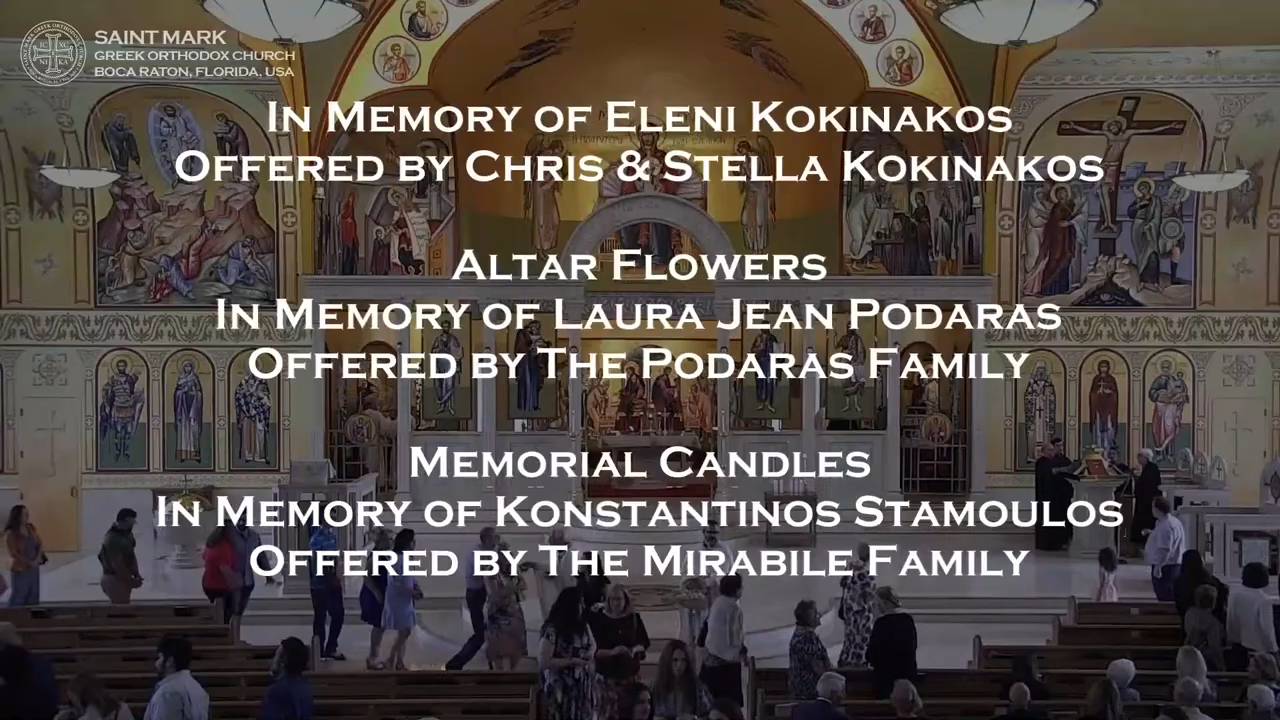 SAINT MARK
GREEK ORTHODOX CHURCH
BOCA RATON, FLORIDA, USA
IN MEMORY OF ELENI KOKINAKOS
OFFERED BY CHRIS & STELLA KOKINAKOS
ALTAR FLOWERS
IN MEMORY OF LAURA JEAN PODARAS
OFFERED BY THE PODARAS FAMILY
MEMORIAL CANDLES
IN MEMORY OF KONSTANTINOS STAMOULOS
OFFERED BY THE MIRABILE FAMILY